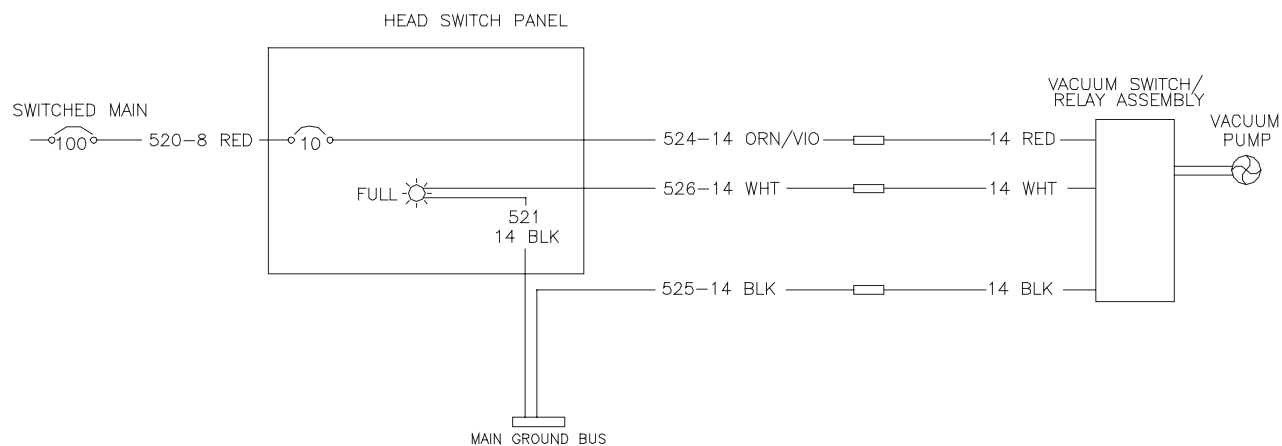 HEAD SWITCH PANEL
SWITCHED MAIN
100
520-8 RED
10
524-14 ORN/VIO
14 RED
VACUUM SWITCH/
RELAY ASSEMBLY
VACUUM
PUMP
FULL
526-14 WHT
14 WHT
521
14 BLK
525-14 BLK
14 BLK
MAIN GROUND BUS